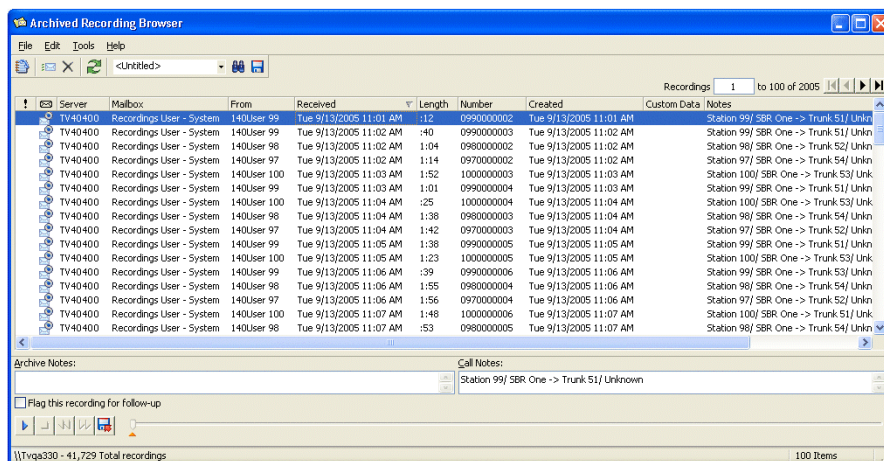 Archived Recording Browser
File Edit Tools Help
<Untitled>
Recordings 1 to 100 of 2005
! Server Mailbox From Received Length Number Created Custom Data Notes
TV40400 Recordings User - System 140User 99 Tue 9/13/2005 11:01 AM :12 0990000002 Tue 9/13/2005 11:01 AM Station 99/ SBR One -> Trunk 51/ Unkn
TV40400 Recordings User - System 140User 99 Tue 9/13/2005 11:02 AM :40 0990000003 Tue 9/13/2005 11:02 AM Station 99/ SBR One -> Trunk 51/ Unkn
TV40400 Recordings User - System 140User 98 Tue 9/13/2005 11:02 AM 1:04 0980000002 Tue 9/13/2005 11:02 AM Station 98/ SBR One -> Trunk 52/ Unkn
TV40400 Recordings User - System 140User 97 Tue 9/13/2005 11:02 AM 1:14 0970000002 Tue 9/13/2005 11:02 AM Station 97/ SBR One -> Trunk 54/ Unkn
TV40400 Recordings User - System 140User 100 Tue 9/13/2005 11:03 AM 1:52 1000000003 Tue 9/13/2005 11:03 AM Station 100/ SBR One -> Trunk 53/ Unk
TV40400 Recordings User - System 140User 99 Tue 9/13/2005 11:03 AM 1:01 0990000004 Tue 9/13/2005 11:03 AM Station 99/ SBR One -> Trunk 51/ Unkn
TV40400 Recordings User - System 140User 100 Tue 9/13/2005 11:04 AM :25 1000000004 Tue 9/13/2005 11:04 AM Station 100/ SBR One -> Trunk 53/ Unk
TV40400 Recordings User - System 140User 98 Tue 9/13/2005 11:04 AM 1:38 0980000003 Tue 9/13/2005 11:04 AM Station 98/ SBR One -> Trunk 54/ Unkn
TV40400 Recordings User - System 140User 97 Tue 9/13/2005 11:04 AM 1:42 0970000003 Tue 9/13/2005 11:04 AM Station 97/ SBR One -> Trunk 52/ Unkn
TV40400 Recordings User - System 140User 99 Tue 9/13/2005 11:05 AM 1:38 0990000005 Tue 9/13/2005 11:05 AM Station 99/ SBR One -> Trunk 51/ Unkn
TV40400 Recordings User - System 140User 100 Tue 9/13/2005 11:05 AM 1:23 1000000005 Tue 9/13/2005 11:05 AM Station 100/ SBR One -> Trunk 53/ Unk
TV40400 Recordings User - System 140User 99 Tue 9/13/2005 11:06 AM :39 0990000006 Tue 9/13/2005 11:06 AM Station 99/ SBR One -> Trunk 53/ Unkn
TV40400 Recordings User - System 140User 98 Tue 9/13/2005 11:06 AM 1:55 0980000004 Tue 9/13/2005 11:06 AM Station 98/ SBR One -> Trunk 54/ Unkn
TV40400 Recordings User - System 140User 97 Tue 9/13/2005 11:06 AM 1:56 0970000004 Tue 9/13/2005 11:06 AM Station 97/ SBR One -> Trunk 52/ Unkn
TV40400 Recordings User - System 140User 100 Tue 9/13/2005 11:07 AM 1:48 1000000006 Tue 9/13/2005 11:07 AM Station 100/ SBR One -> Trunk 51/ Unk
TV40400 Recordings User - System 140User 98 Tue 9/13/2005 11:07 AM :53 0980000005 Tue 9/13/2005 11:07 AM Station 98/ SBR One -> Trunk 54/ Unkn
Archive Notes: Call Notes:
Station 99/ SBR One -> Trunk 51/ Unknown
Flag this recording for follow-up
\\Tvqa330 - 41,729 Total recordings 100 Items